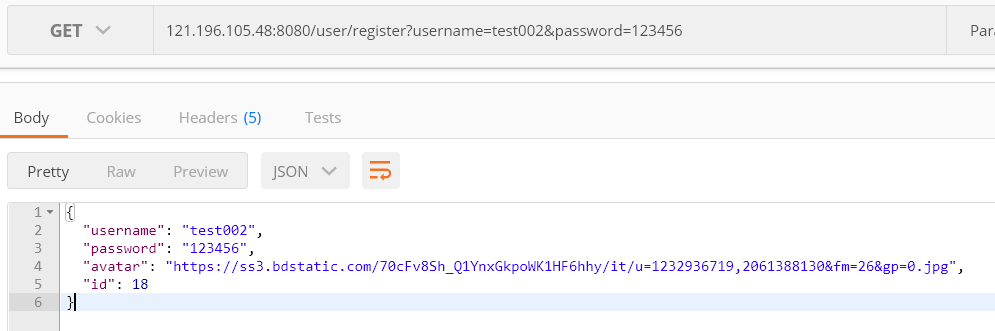 GET 121.196.105.48:8080/user/register?username=test002&password=123456 Para
Body Cookies Headers (5) Tests
Pretty Raw Preview JSON
1 {
2 "username": "test002",
3 "password": "123456",
4 "avatar": "https://ss3.bdstatic.com/70cFv8Sh_Q1YnxGkpoWK1HF6hhy/it/u=1232936719,2061388130&fm=26&gp=0.jpg",
5 "id": 18
6 }